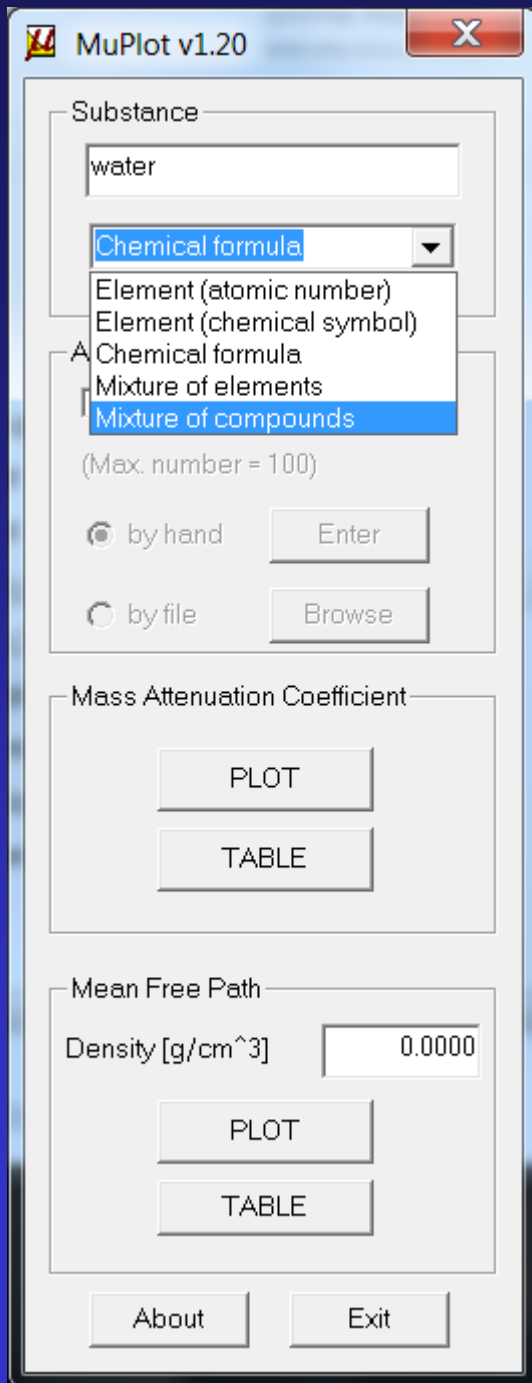 MuPlot v1.20
Substance
water
Chemical formula
Element (atomic number)
Element (chemical symbol)
Chemical formula
Mixture of elements
Mixture of compounds
A
(Max. number = 100)
by hand
Enter
by file
Browse
Mass Attenuation Coefficient
PLOT
TABLE
Mean Free Path
Density [g/cm^3] 0.0000
PLOT
TABLE
About
Exit